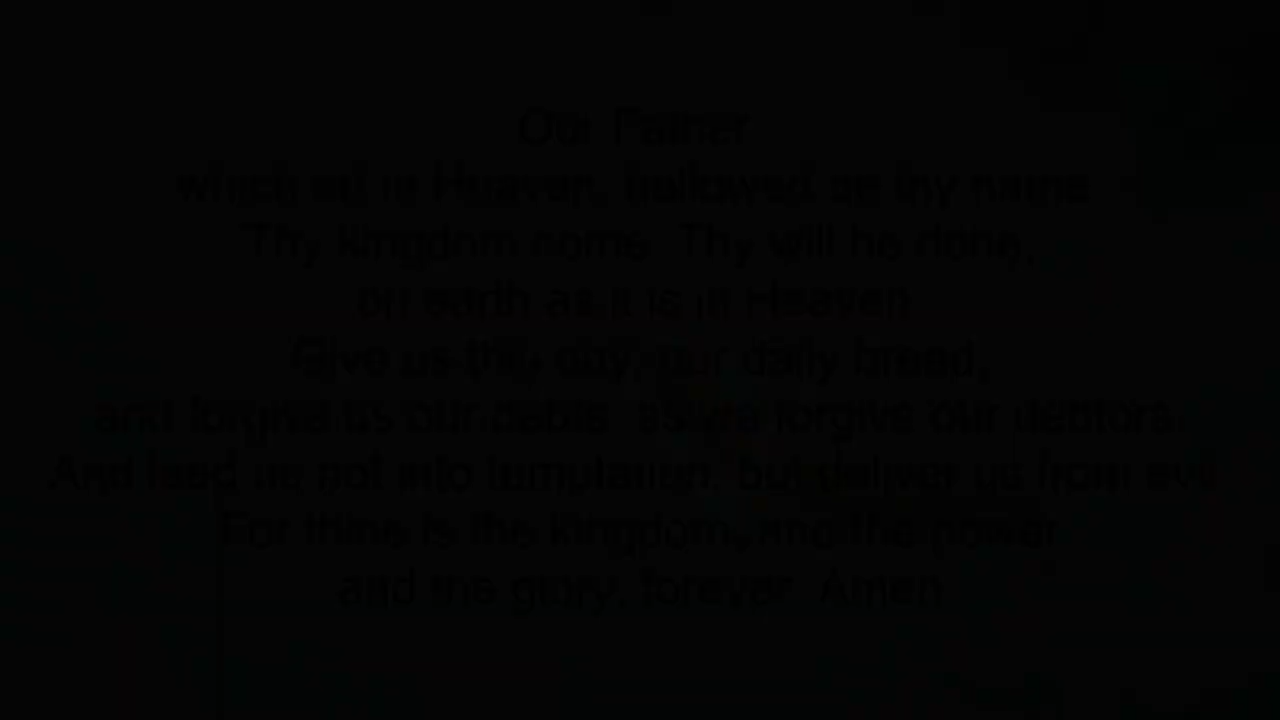 Our Father
which art in Heaven, hallowed be thy name
Thy kingdom come. Thy will be done,
on earth as it is in Heaven
Give us this day, our daily bread,
and forgive us our debts, as we forgive our debtors
And lead us not into temptation, but deliver us from evil
For thine is the kingdom, and the power
and the glory, forever. Amen